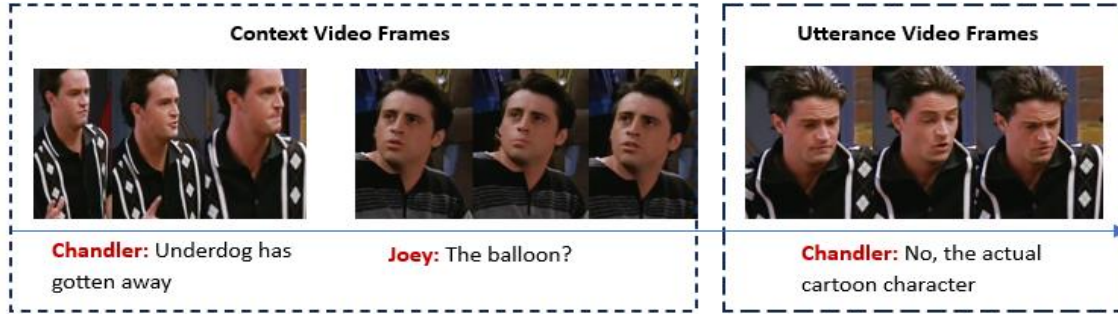 Context Video Frames
Utterance Video Frames
Chandler: Underdog has
gotten away
Joey: The balloon?
Chandler: No, the actual
cartoon character